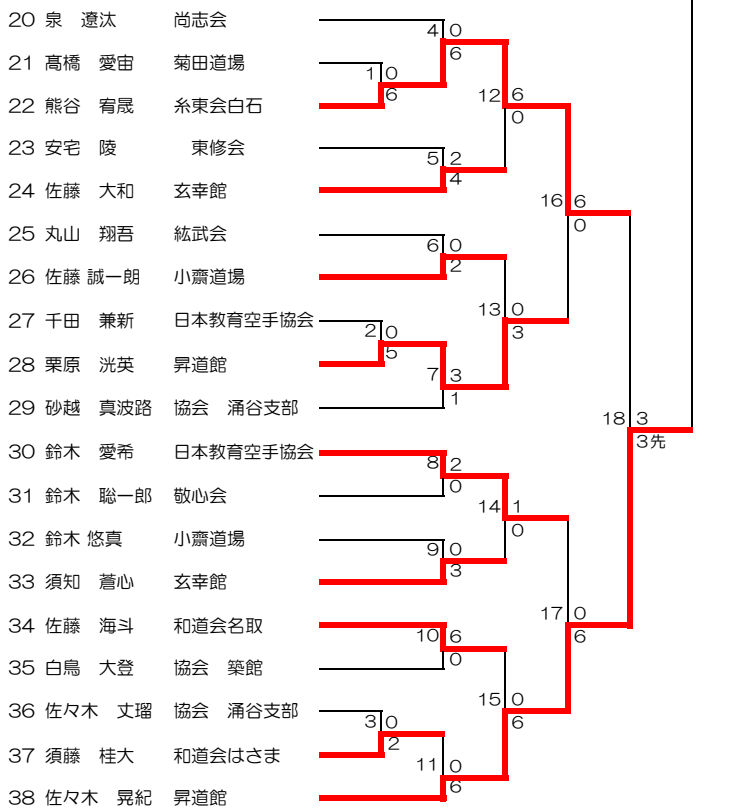 20 泉 遼汰 尚志会
4 0
6
21 髙橋 愛宙 菊田道場
1 0
6
22 熊谷 宥晟 糸東会白石
12 6
0
23 安宅 陵 東修会
5 2
4
24 佐藤 大和 玄幸館
16 6
0
25 丸山 翔吾 紘武会
6 0
2
26 佐藤 誠一朗 小齋道場
13 0
3
27 千田 兼新 日本教育空手協会
2 0
5
28 栗原 洸英 昇道館
7 3
1
29 砂越 真波路 協会 涌谷支部
18 3
3先
30 鈴木 愛希 日本教育空手協会
8 2
0
31 鈴木 聡一郎 敬心会
14 1
0
32 鈴木 悠真 小齋道場
9 0
3
33 須知 蒼心 玄幸館
17 0
6
34 佐藤 海斗 和道会名取
10 6
0
35 白鳥 大登 協会 築館
15 0
6
36 佐々木 丈瑠 協会 涌谷支部
3 0
2
37 須藤 桂大 和道会はさま
11 0
6
38 佐々木 晃紀 昇道館